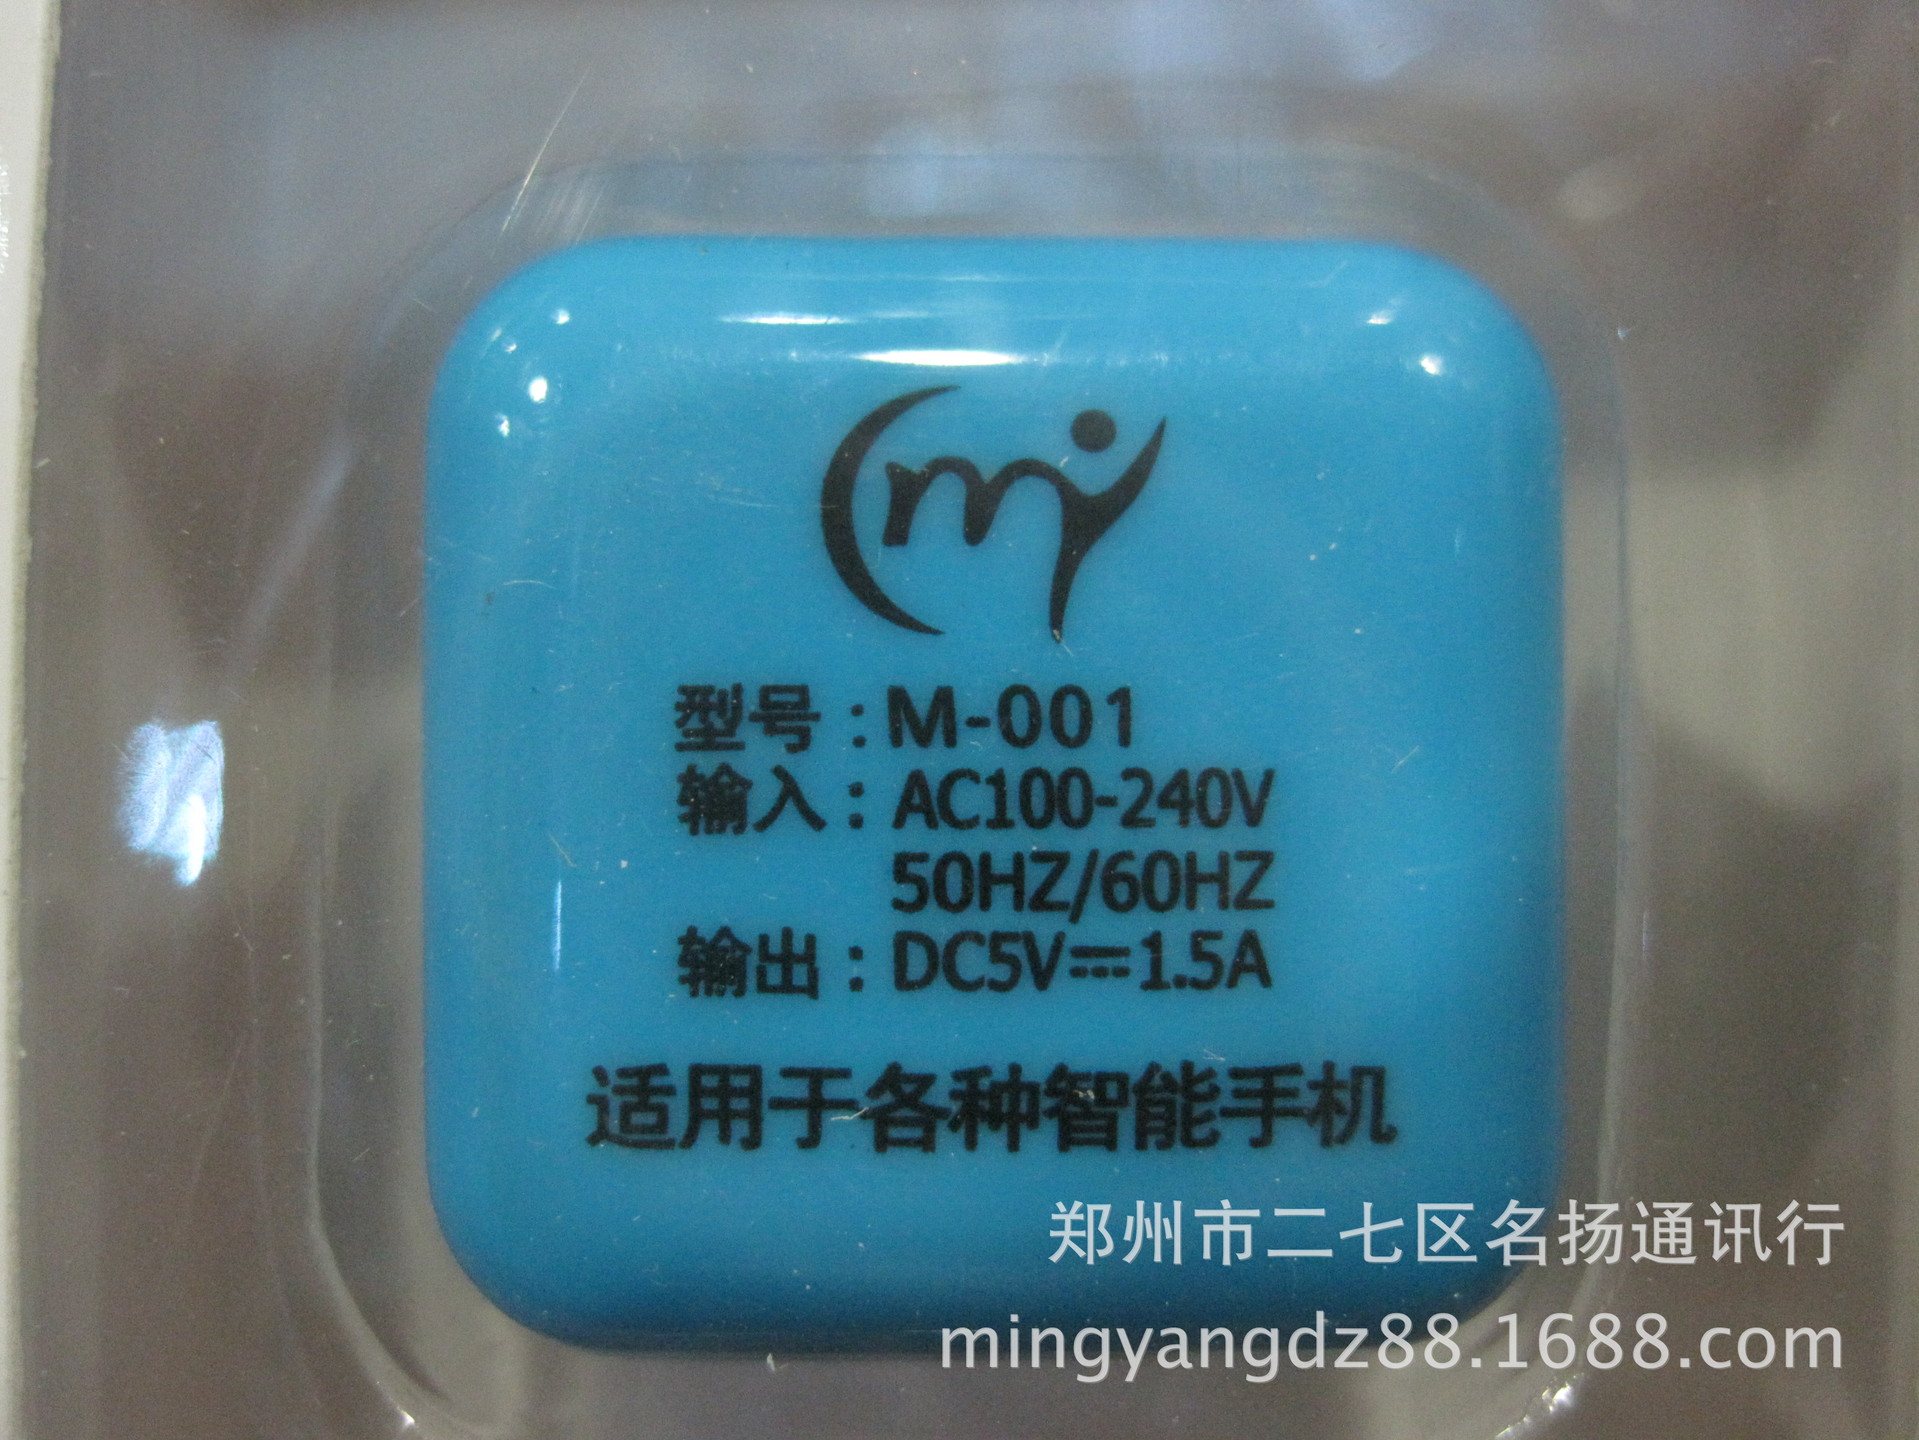 my
型号：M-001
输入：AC100-240V
50HZ/60HZ
输出：DC5V⎓1.5A
适用于各种智能手机
郑州市二七区名扬通讯行
mingyangdz88.1688.com